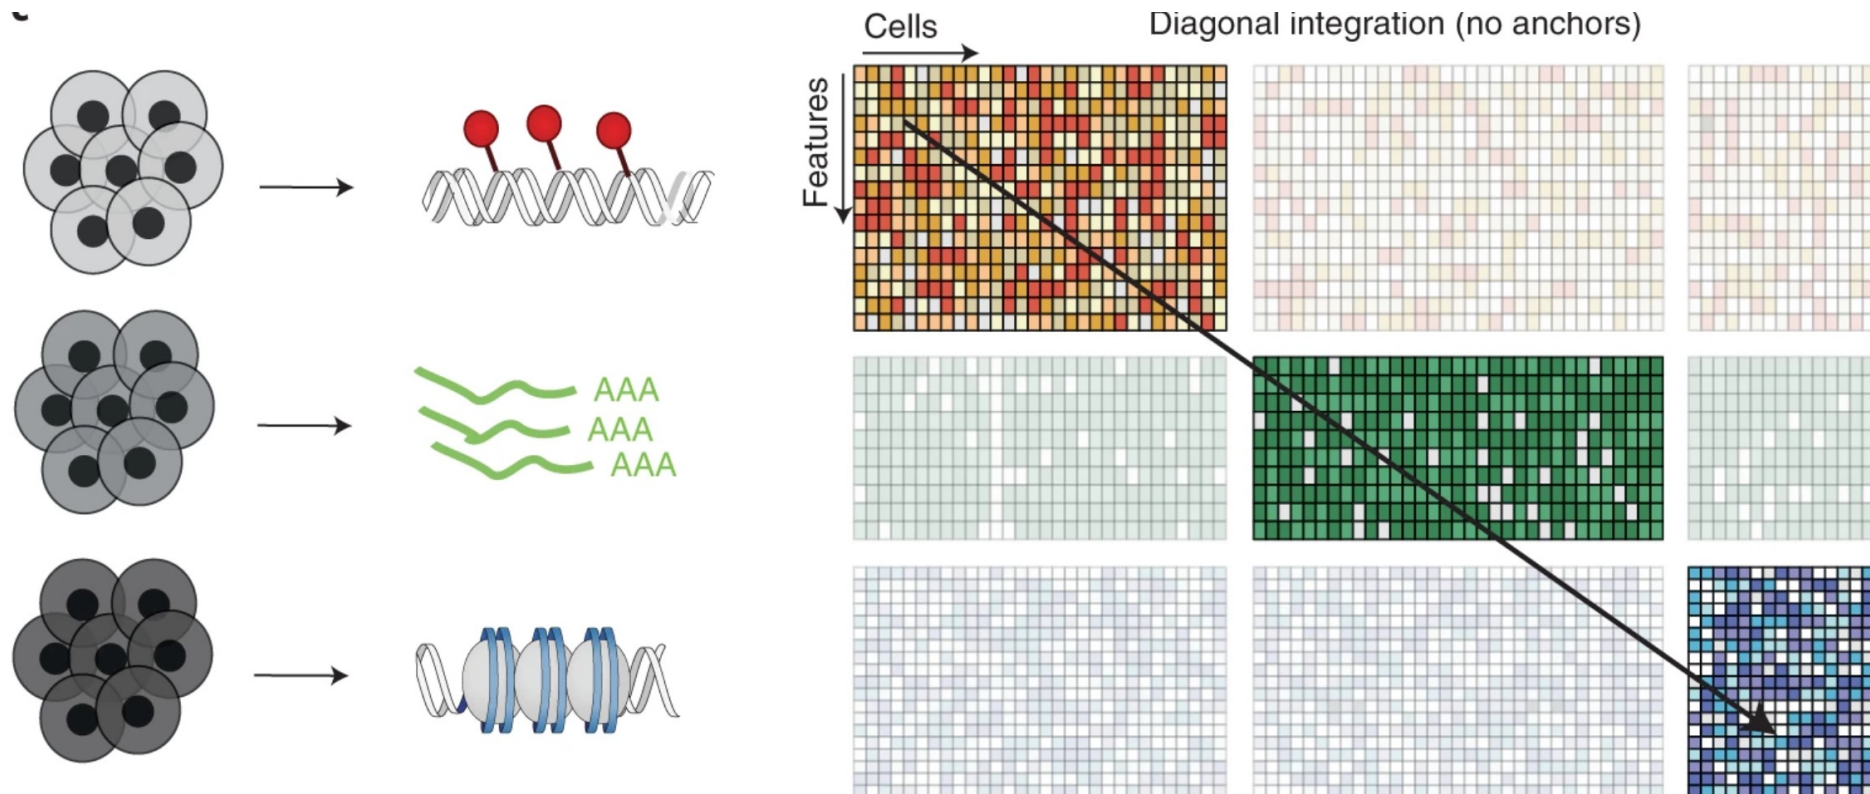 Cells
Diagonal integration (no anchors)
Features
AAA
AAA
AAA